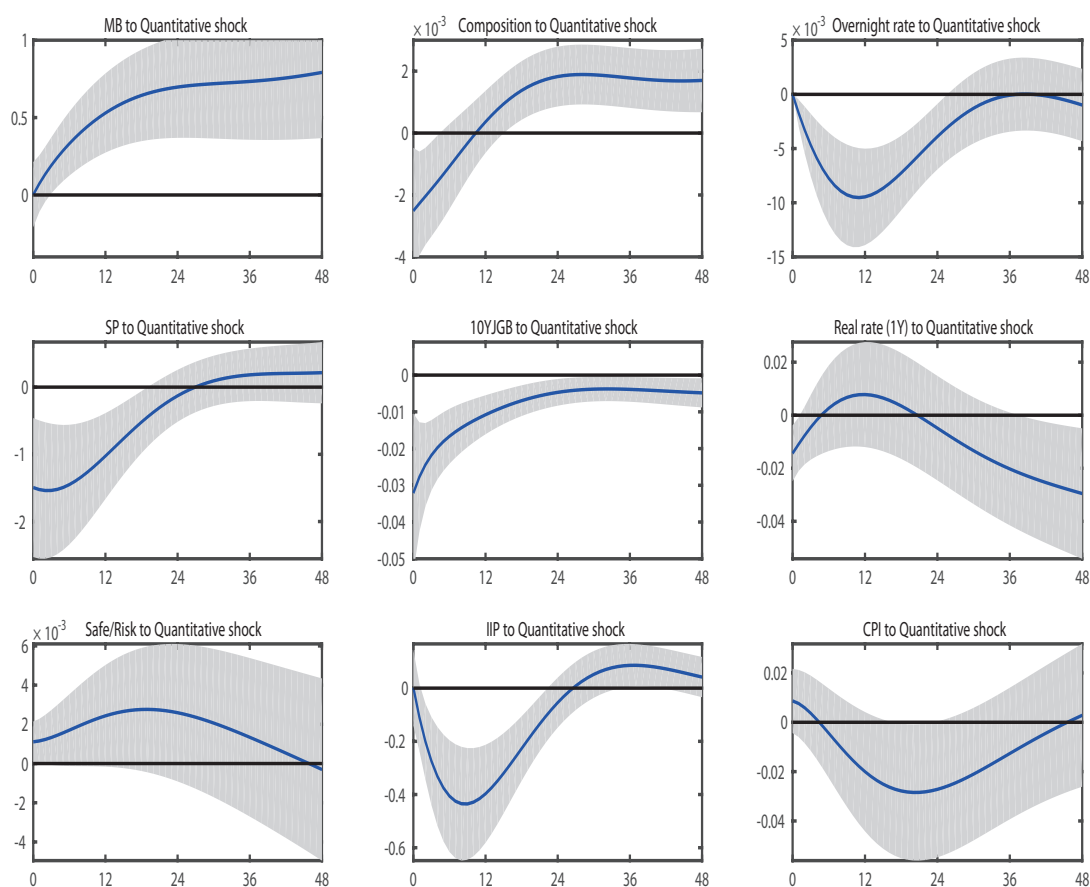 MB to Quantitative shock
1
0.5
0
0 12 24 36 48
Composition to Quantitative shock
× 10-3
2
0
-2
-4
0 12 24 36 48
Overnight rate to Quantitative shock
× 10-3
5
0
-5
-10
-15
0 12 24 36 48
SP to Quantitative shock
0
-1
-2
0 12 24 36 48
10YJGB to Quantitative shock
0
-0.01
-0.02
-0.03
-0.04
-0.05
0 12 24 36 48
Real rate (1Y) to Quantitative shock
0.02
0
-0.02
-0.04
0 12 24 36 48
Safe/Risk to Quantitative shock
× 10-3
6
4
2
0
-2
-4
0 12 24 36 48
IIP to Quantitative shock
0
-0.2
-0.4
-0.6
0 12 24 36 48
CPI to Quantitative shock
0.02
0
-0.02
-0.04
0 12 24 36 48